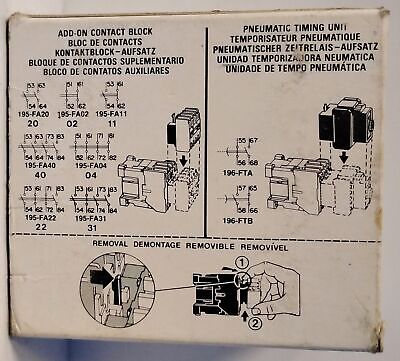 ADD-ON CONTACT BLOCK
BLOC DE CONTACTS
KONTAKTBLOCK-AUFSATZ
BLOQUE DE CONTACTOS SUPLEMENTARIO
BLOCO DE CONTATOS AUXILIARES
53 63
54 64
195-FA20
20
51 61
52 62
195-FA02
02
53 61
54 62
195-FA11
11
53 63 73 83
54 64 74 84
195-FA40
40
51 61 71 81
52 62 72 82
195-FA04
04
53 61 71 83
54 62 72 84
195-FA22
22
53 61 73 83
54 62 74 84
195-FA31
31
PNEUMATIC TIMING UNIT
TEMPORISATEUR PNEUMATIQUE
PNEUMATISCHER ZEITRELAIS-AUFSATZ
UNIDAD TEMPORIZADORA NEUMATICA
UNIDADE DE TEMPO PNEUMÁTICA
55 67
56 68
196-FTA
57 65
58 66
196-FTB
REMOVAL DEMONTAGE REMOVIBLE REMOVÍVEL
1
2